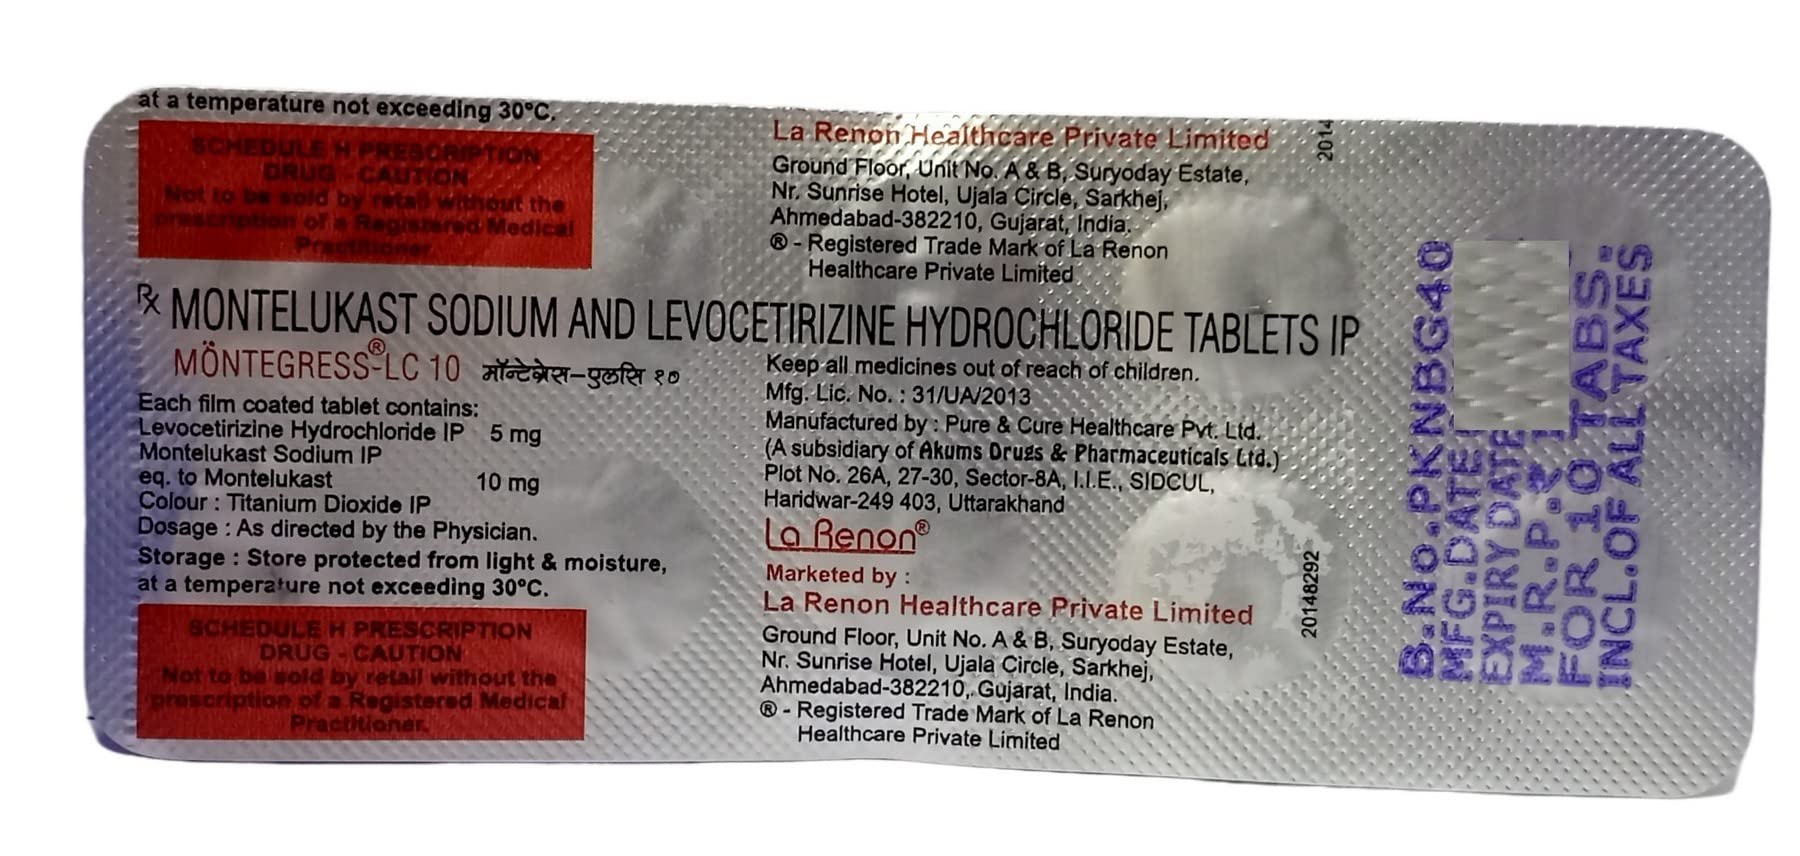 at a temperature not exceeding 30°C.
SCHEDULE H PRESCRIPTION
DRUG - CAUTION
Not to be sold by retail without the
prescription of a Registered Medical
Practitioner.
La Renon Healthcare Private Limited
Ground Floor, Unit No. A & B, Suryoday Estate,
Nr. Sunrise Hotel, Ujala Circle, Sarkhej,
Ahmedabad-382210, Gujarat, India.
® - Registered Trade Mark of La Renon
Healthcare Private Limited
2014
Rx MONTELUKAST SODIUM AND LEVOCETIRIZINE HYDROCHLORIDE TABLETS IP
MÖNTEGRESS®-LC 10 मॉन्टेग्रेस-एलसि १०
Each film coated tablet contains:
Levocetirizine Hydrochloride IP 5 mg
Montelukast Sodium IP
eq. to Montelukast 10 mg
Colour : Titanium Dioxide IP
Dosage : As directed by the Physician.
Storage : Store protected from light & moisture,
at a temperature not exceeding 30°C.
SCHEDULE H PRESCRIPTION
DRUG - CAUTION
Not to be sold by retail without the
prescription of a Registered Medical
Practitioner.
Keep all medicines out of reach of children.
Mfg. Lic. No. : 31/UA/2013
Manufactured by : Pure & Cure Healthcare Pvt. Ltd.
(A subsidiary of Akums Drugs & Pharmaceuticals Ltd.)
Plot No. 26A, 27-30, Sector-8A, I.I.E., SIDCUL,
Haridwar-249 403, Uttarakhand
La Renon®
Marketed by :
La Renon Healthcare Private Limited
Ground Floor, Unit No. A & B, Suryoday Estate,
Nr. Sunrise Hotel, Ujala Circle, Sarkhej,
Ahmedabad-382210, Gujarat, India.
® - Registered Trade Mark of La Renon
Healthcare Private Limited
20148292
B.No.PKNBG40
MFG.DATE
EXPIRY DATE
M.R.P.
FOR 10 TABS.
INCL.OF ALL TAXES